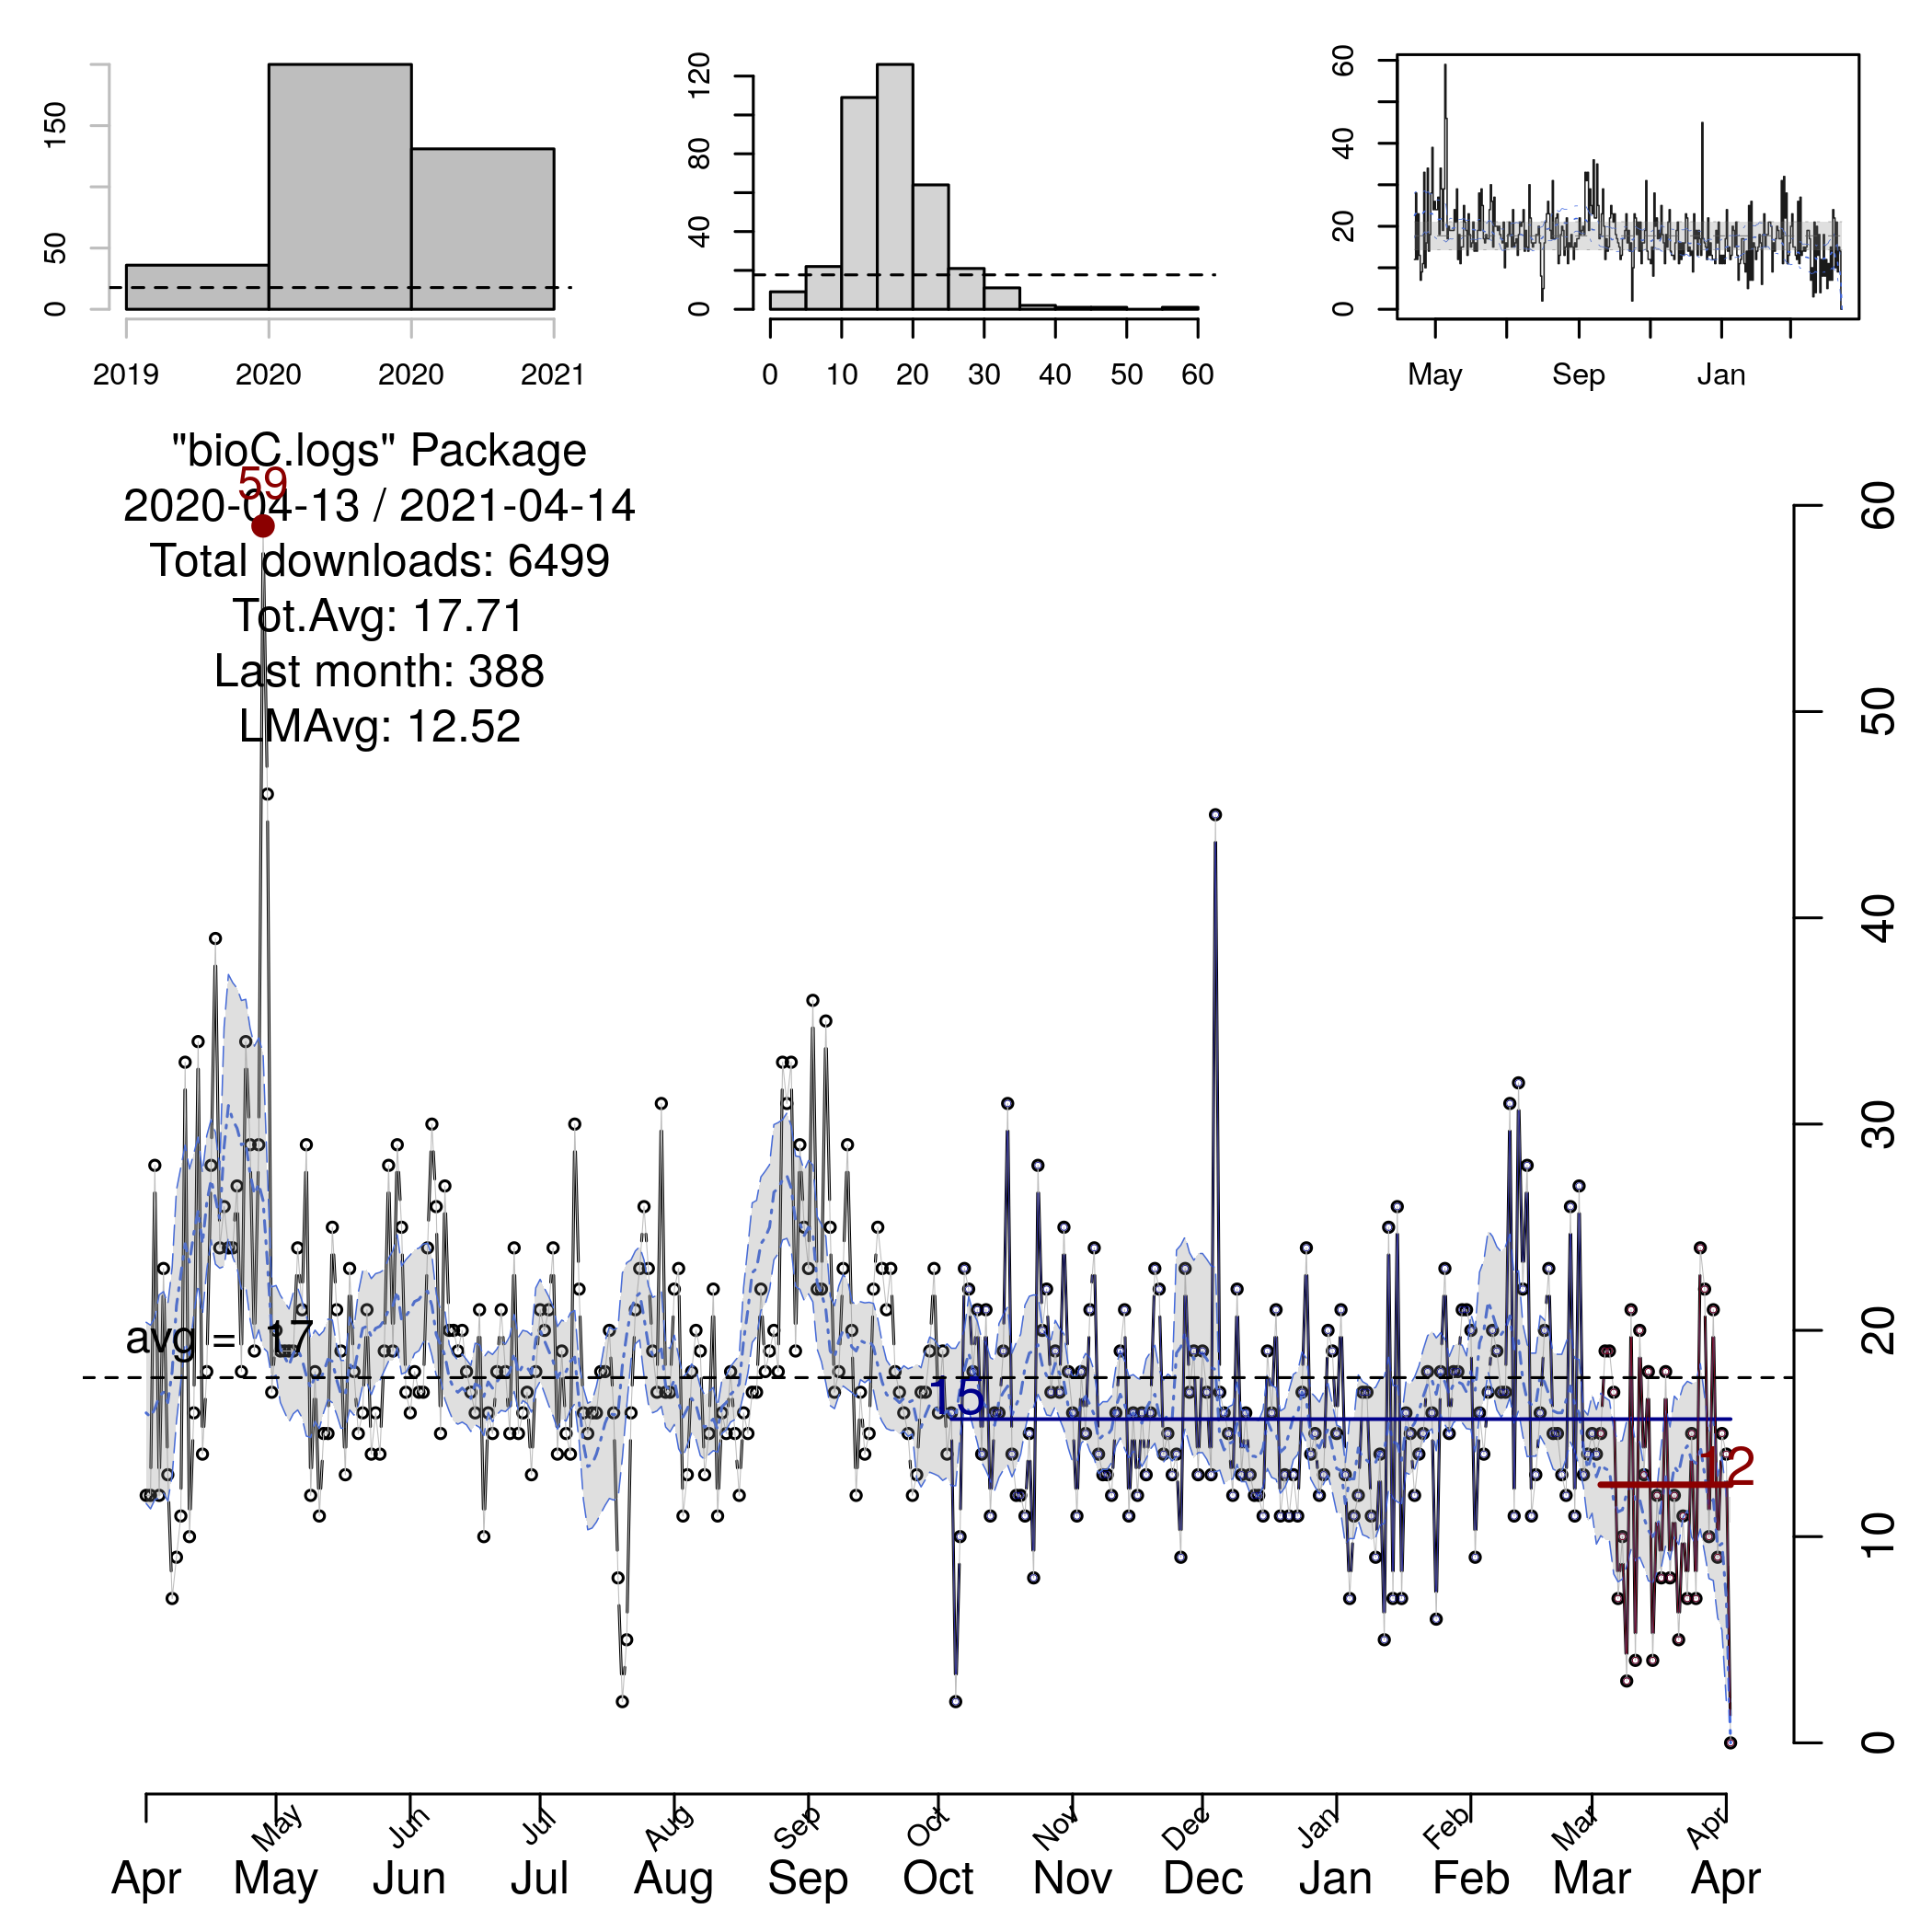 150
50
0
2019 2020 2020 2021
120
80
40
0
0 10 20 30 40 50 60
60
40
20
0
May Sep Jan
"bioC.logs" Package
59
2020-04-13 / 2021-04-14
Total downloads: 6499
Tot.Avg: 17.71
Last month: 388
LMAvg: 12.52
avg = 17
15
12
60
50
40
30
20
10
0
May Jun Jul Aug Sep Oct Nov Dec Jan Feb Mar Apr
Apr May Jun Jul Aug Sep Oct Nov Dec Jan Feb Mar Apr